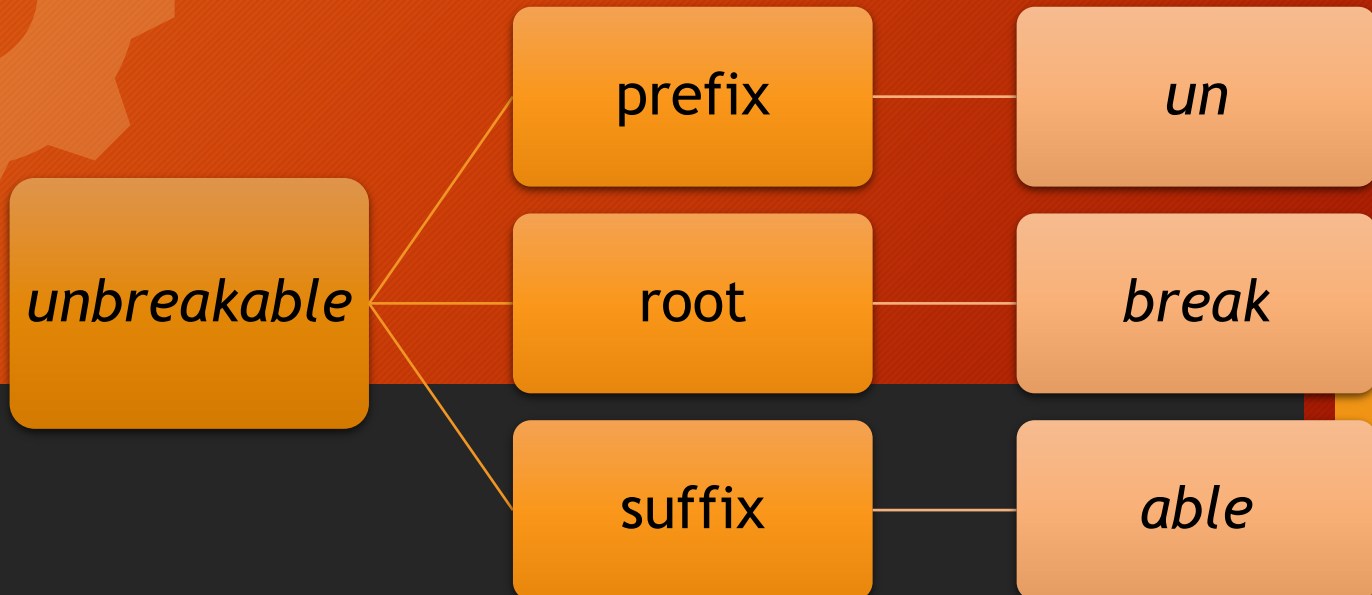 prefix
un
unbreakable
root
break
suffix
able